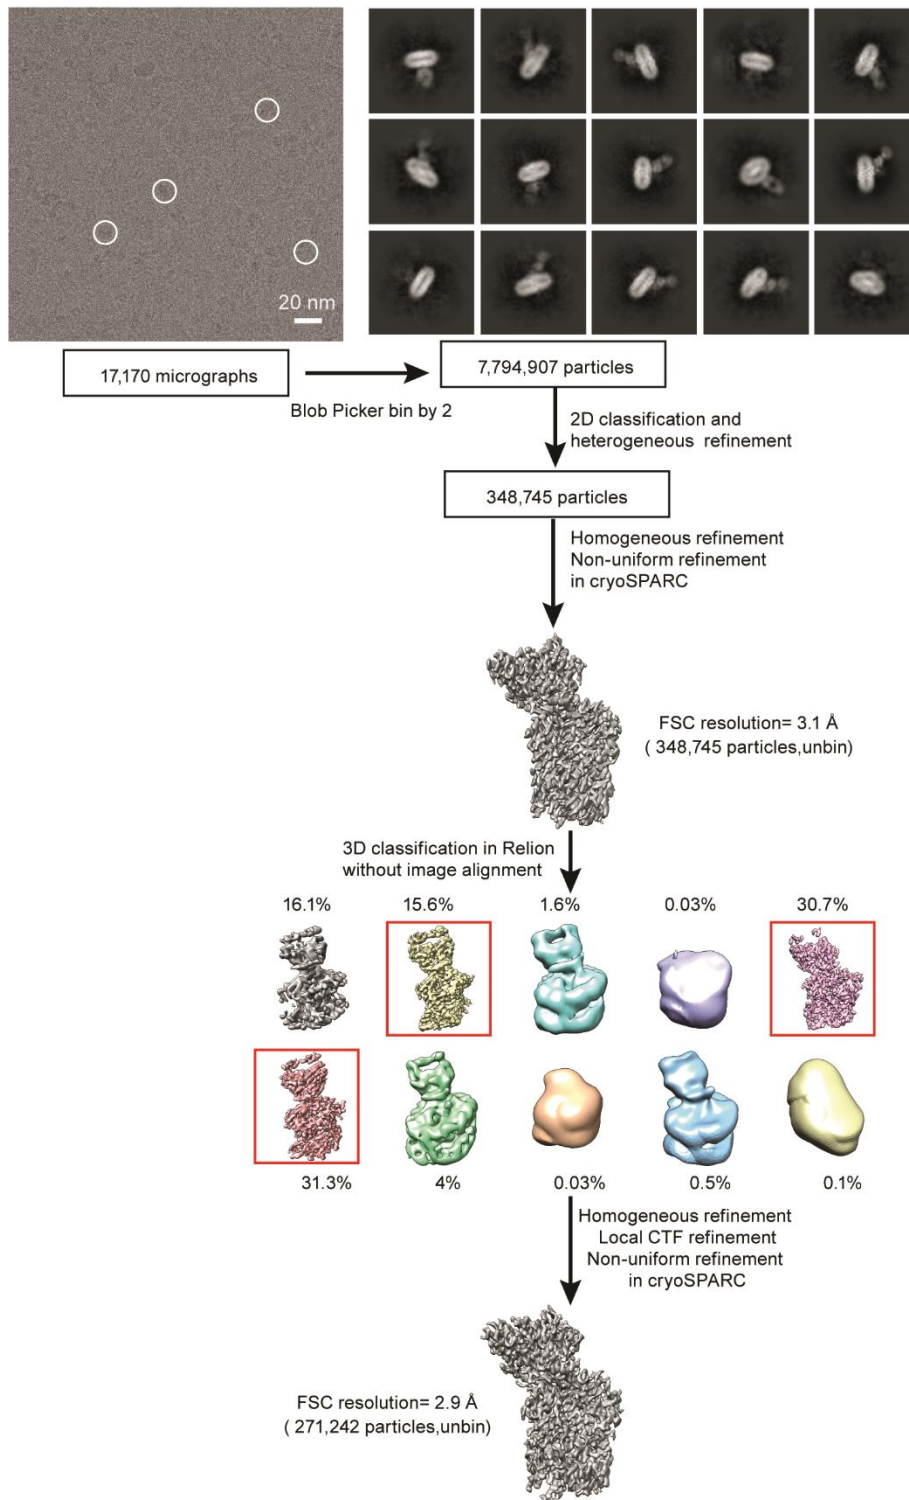 20 nm
17,170 micrographs
7,794,907 particles
Blob Picker bin by 2
2D classification and
heterogeneous refinement
348,745 particles
Homogeneous refinement
Non-uniform refinement
in cryoSPARC
FSC resolution= 3.1 Å
( 348,745 particles,unbin)
3D classification in Relion
without image alignment
16.1% 15.6% 1.6% 0.03% 30.7%
31.3% 4% 0.03% 0.5% 0.1%
Homogeneous refinement
Local CTF refinement
Non-uniform refinement
in cryoSPARC
FSC resolution= 2.9 Å
( 271,242 particles,unbin)